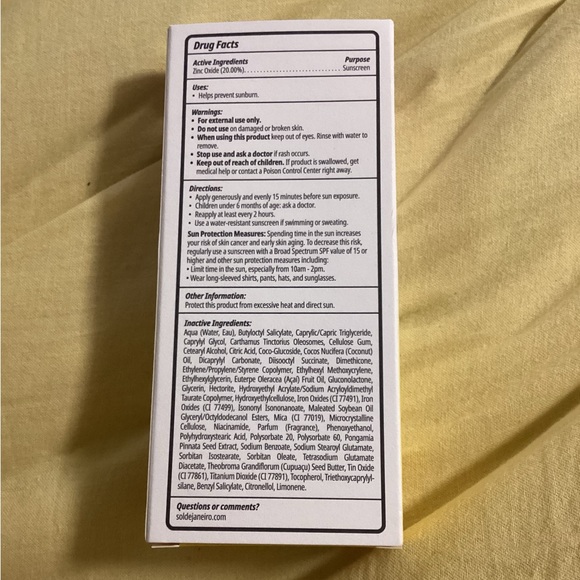 Drug Facts
Active Ingredients Purpose
Zinc Oxide (20.00%)............................. Sunscreen
Uses:
• Helps prevent sunburn.
Warnings:
• For external use only.
• Do not use on damaged or broken skin.
• When using this product keep out of eyes. Rinse with water to
remove.
• Stop use and ask a doctor if rash occurs.
• Keep out of reach of children. If product is swallowed, get
medical help or contact a Poison Control Center right away.
Directions:
• Apply generously and evenly 15 minutes before sun exposure.
• Children under 6 months of age: ask a doctor.
• Reapply at least every 2 hours.
• Use a water-resistant sunscreen if swimming or sweating.
Sun Protection Measures: Spending time in the sun increases
your risk of skin cancer and early skin aging. To decrease this risk,
regularly use a sunscreen with a Broad Spectrum SPF value of 15 or
higher and other sun protection measures including:
• Limit time in the sun, especially from 10am - 2pm.
• Wear long-sleeved shirts, pants, hats, and sunglasses.
Other Information:
Protect this product from excessive heat and direct sun.
Inactive Ingredients:
Aqua (Water, Eau), Butyloctyl Salicylate, Caprylic/Capric Triglyceride,
Caprylyl Glycol, Carthamus Tinctorius Oleosomes, Cellulose Gum,
Cetearyl Alcohol, Citric Acid, Coco-Glucoside, Cocos Nucifera (Coconut)
Oil, Dicaprylyl Carbonate, Diisooctyl Succinate, Dimethicone,
Ethylene/Propylene/Styrene Copolymer, Ethylhexyl Methoxycrylene,
Ethylhexylglycerin, Euterpe Oleracea (Açaí) Fruit Oil, Gluconolactone,
Glycerin, Hectorite, Hydroxyethyl Acrylate/Sodium Acryloyldimethyl
Taurate Copolymer, Hydroxyethylcellulose, Iron Oxides (CI 77491), Iron
Oxides (CI 77499), Isononyl Isononanoate, Maleated Soybean Oil
Glyceryl/Octyldodecanol Esters, Mica (CI 77019), Microcrystalline
Cellulose, Niacinamide, Parfum (Fragrance), Phenoxyethanol,
Polyhydroxystearic Acid, Polysorbate 20, Polysorbate 60, Pongamia
Pinnata Seed Extract, Sodium Benzoate, Sodium Stearoyl Glutamate,
Sorbitan Isostearate, Sorbitan Oleate, Tetrasodium Glutamate
Diacetate, Theobroma Grandiflorum (Cupuaçu) Seed Butter, Tin Oxide
(CI 77861), Titanium Dioxide (CI 77891), Tocopherol, Triethoxycaprylyl-
silane, Benzyl Salicylate, Citronellol, Limonene.
Questions or comments?
soldejaneiro.com